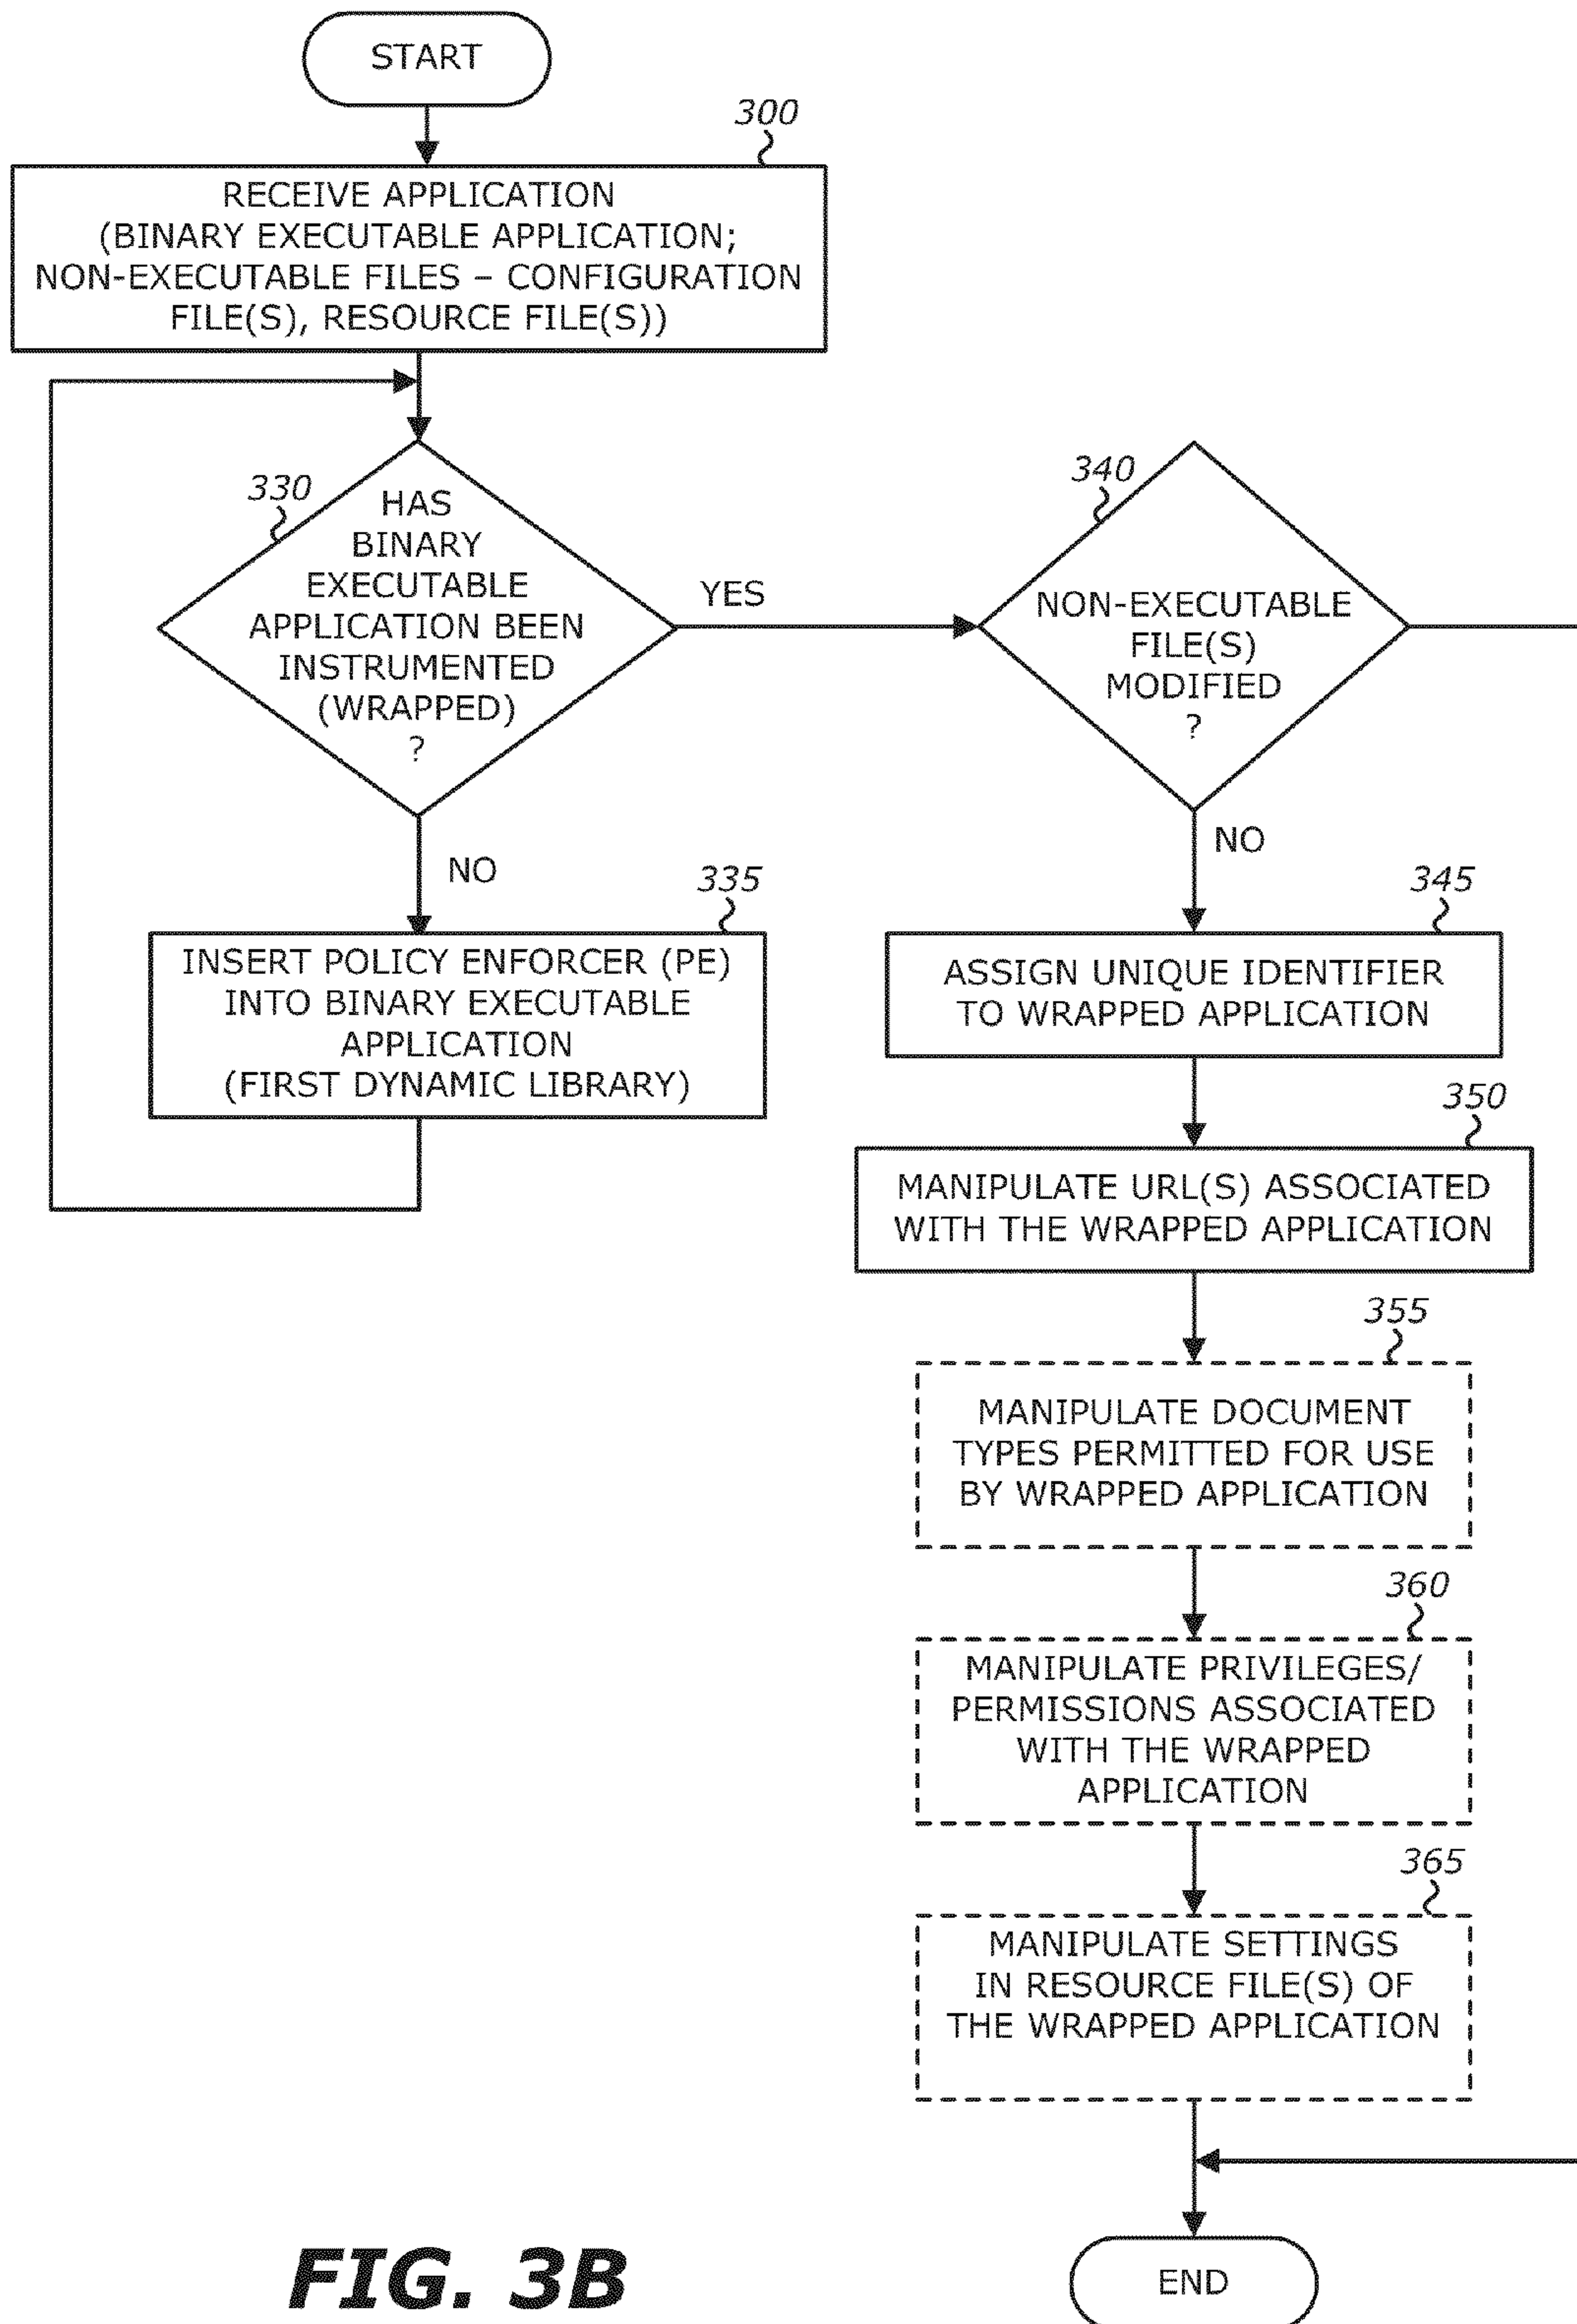 START
300
RECEIVE APPLICATION
(BINARY EXECUTABLE APPLICATION;
NON-EXECUTABLE FILES – CONFIGURATION
FILE(S), RESOURCE FILE(S))
330
HAS
BINARY
EXECUTABLE
APPLICATION BEEN
INSTRUMENTED
(WRAPPED)
?
YES
NO
335
INSERT POLICY ENFORCER (PE)
INTO BINARY EXECUTABLE
APPLICATION
(FIRST DYNAMIC LIBRARY)
340
NON-EXECUTABLE
FILE(S)
MODIFIED
?
NO
345
ASSIGN UNIQUE IDENTIFIER
TO WRAPPED APPLICATION
350
MANIPULATE URL(S) ASSOCIATED
WITH THE WRAPPED APPLICATION
355
MANIPULATE DOCUMENT
TYPES PERMITTED FOR USE
BY WRAPPED APPLICATION
360
MANIPULATE PRIVILEGES/
PERMISSIONS ASSOCIATED
WITH THE WRAPPED
APPLICATION
365
MANIPULATE SETTINGS
IN RESOURCE FILE(S) OF
THE WRAPPED APPLICATION
END
FIG. 3B